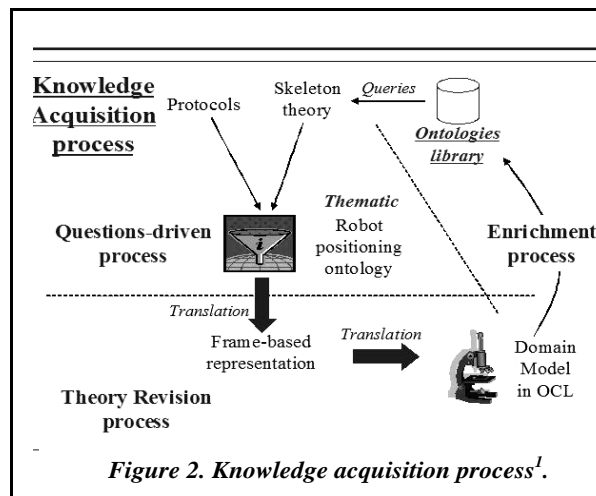 Knowledge
Acquisition
process
Protocols
Skeleton
theory
Queries
Ontologies
library
Questions-driven
process
i
Thematic
Robot
positioning
ontology
Enrichment
process
Translation
Frame-based
representation
Translation
Domain
Model
in OCL
Theory Revision
process
Figure 2. Knowledge acquisition process1.